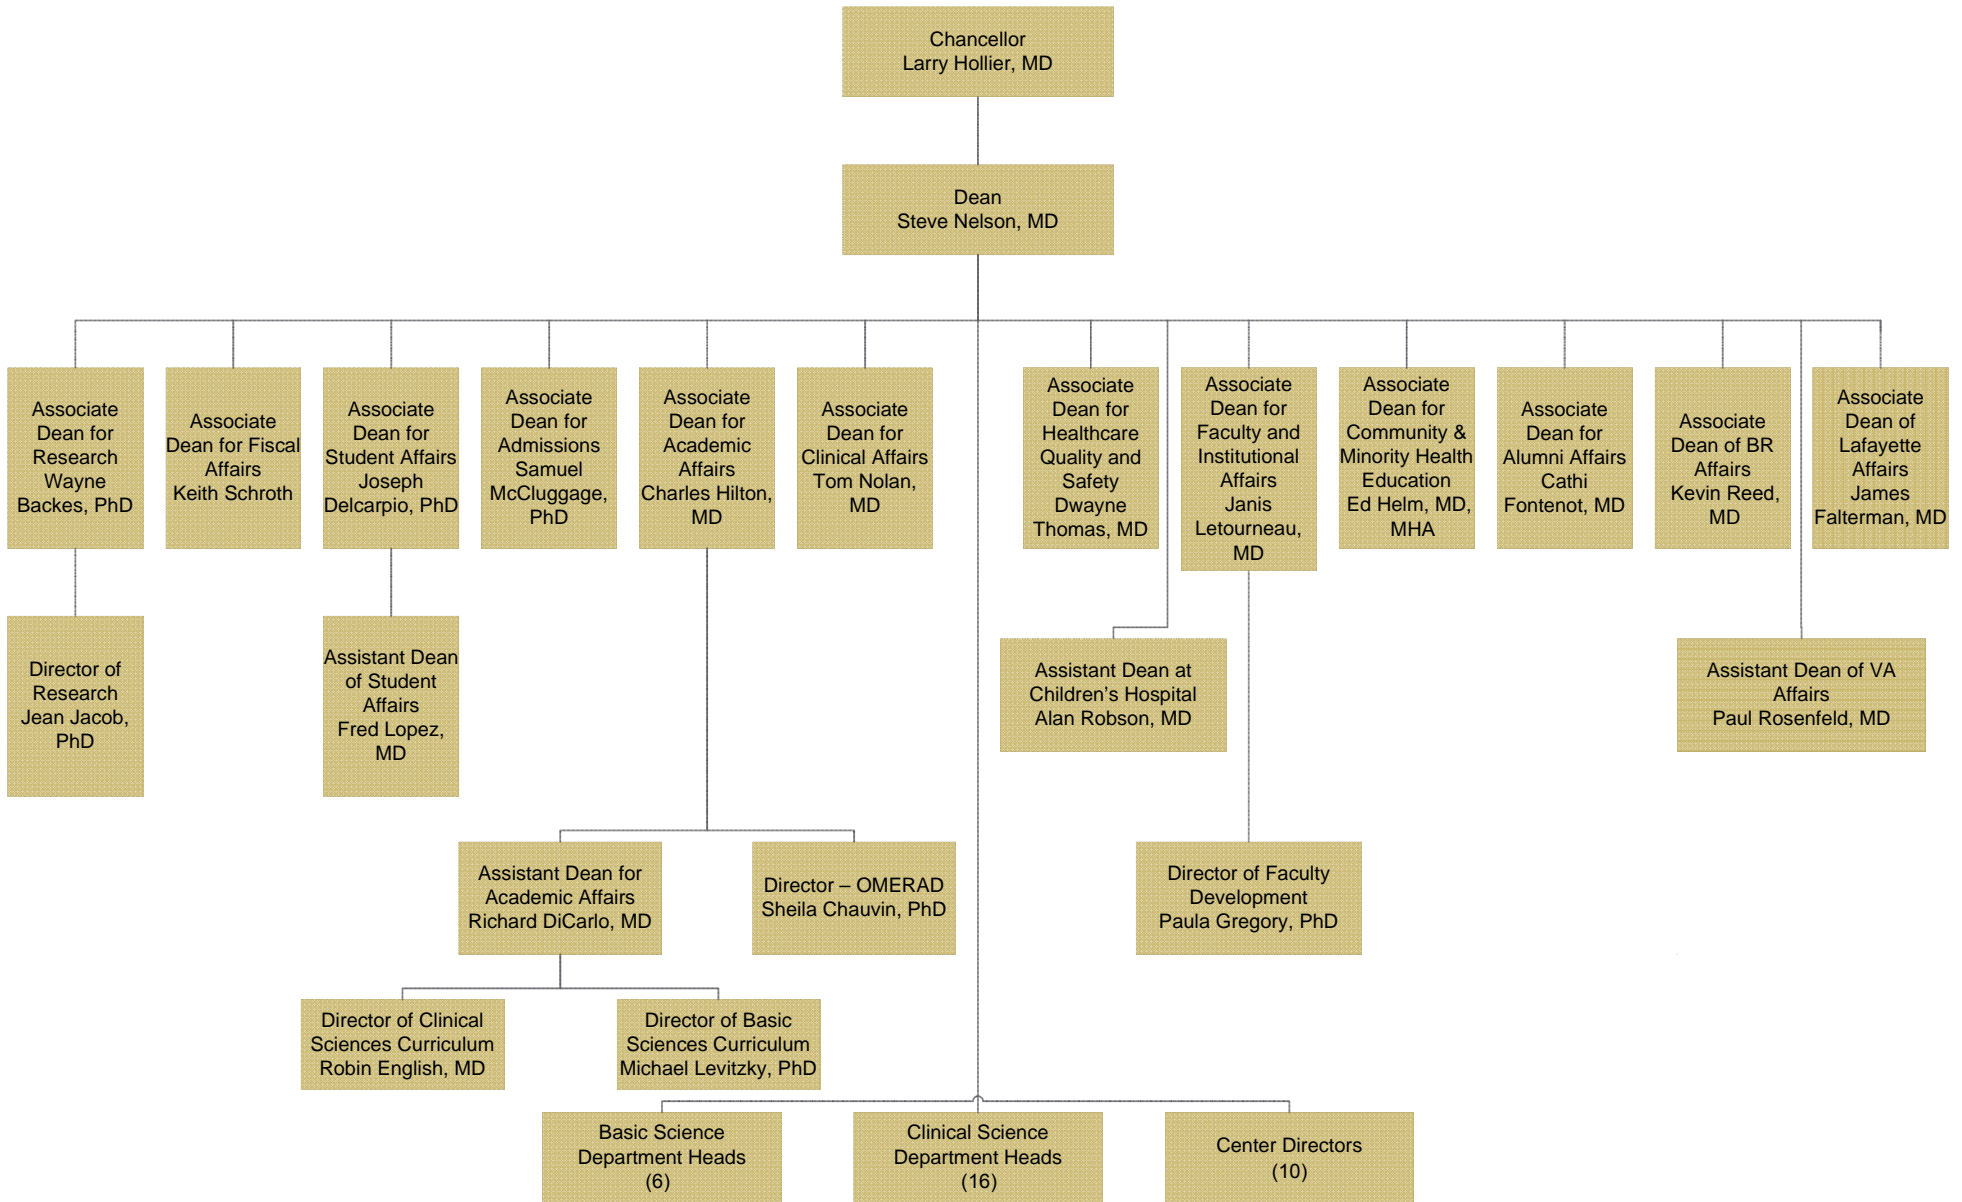 Chancellor
Larry Hollier, MD
Dean
Steve Nelson, MD
Associate
Dean for
Research
Wayne
Backes, PhD
Associate
Dean for Fiscal
Affairs
Keith Schroth
Associate
Dean for
Student Affairs
Joseph
Delcarpio, PhD
Associate
Dean for
Admissions
Samuel
McCluggage,
PhD
Associate
Dean for
Academic
Affairs
Charles Hilton,
MD
Associate
Dean for
Clinical Affairs
Tom Nolan,
MD
Associate
Dean for
Healthcare
Quality and
Safety
Dwayne
Thomas, MD
Associate
Dean for
Faculty and
Institutional
Affairs
Janis
Letourneau,
MD
Associate
Dean for
Community &
Minority Health
Education
Ed Helm, MD,
MHA
Associate
Dean for
Alumni Affairs
Cathi
Fontenot, MD
Associate
Dean of BR
Affairs
Kevin Reed,
MD
Associate
Dean of
Lafayette
Affairs
James
Falterman, MD
Director of
Research
Jean Jacob,
PhD
Assistant Dean
of Student
Affairs
Fred Lopez,
MD
Assistant Dean at
Children’s Hospital
Alan Robson, MD
Assistant Dean of VA
Affairs
Paul Rosenfeld, MD
Assistant Dean for
Academic Affairs
Richard DiCarlo, MD
Director – OMERAD
Sheila Chauvin, PhD
Director of Faculty
Development
Paula Gregory, PhD
Director of Clinical
Sciences Curriculum
Robin English, MD
Director of Basic
Sciences Curriculum
Michael Levitzky, PhD
Basic Science
Department Heads
(6)
Clinical Science
Department Heads
(16)
Center Directors
(10)